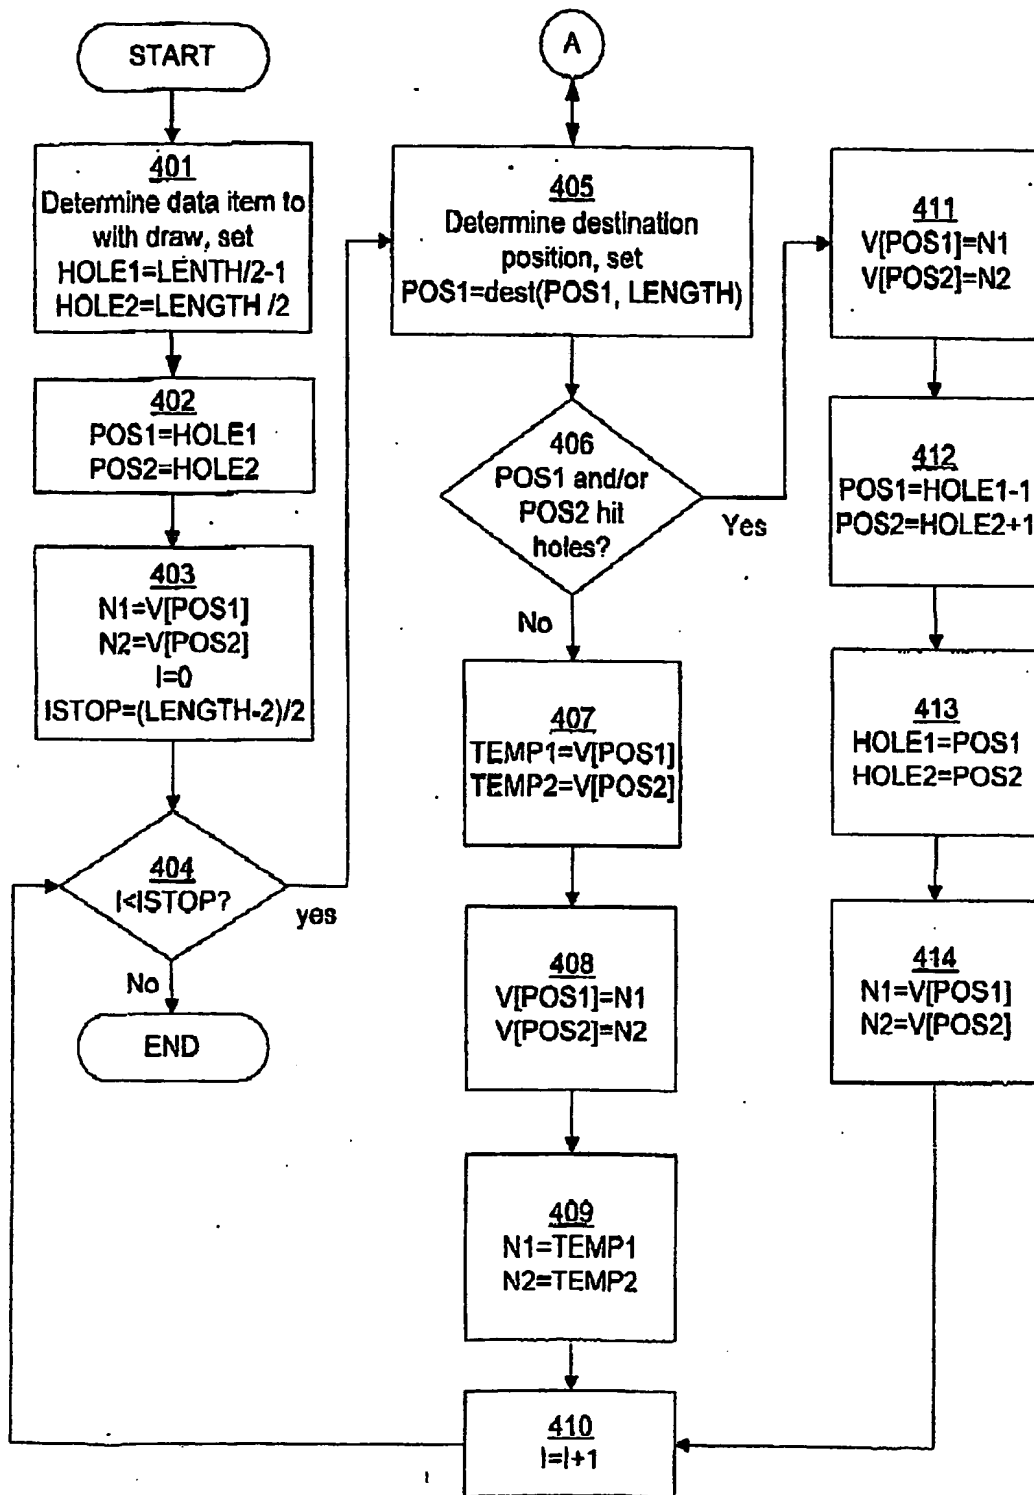 START
401
Determine data item to
with draw, set
HOLE1=LENTH/2-1
HOLE2=LENGTH /2
402
POS1=HOLE1
POS2=HOLE2
403
N1=V[POS1]
N2=V[POS2]
I=0
ISTOP=(LENGTH-2)/2
404
I<ISTOP?
yes
No
END
A
405
Determine destination
position, set
POS1=dest(POS1, LENGTH)
406
POS1 and/or
POS2 hit
holes?
Yes
No
407
TEMP1=V[POS1]
TEMP2=V[POS2]
408
V[POS1]=N1
V[POS2]=N2
409
N1=TEMP1
N2=TEMP2
410
I=I+1
411
V[POS1]=N1
V[POS2]=N2
412
POS1=HOLE1-1
POS2=HOLE2+1
413
HOLE1=POS1
HOLE2=POS2
414
N1=V[POS1]
N2=V[POS2]